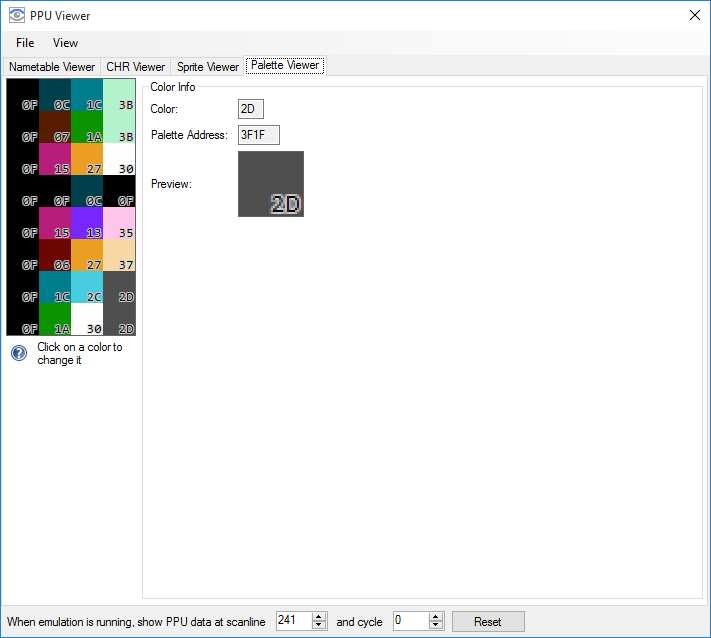 PPU Viewer
File View
Nametable Viewer CHR Viewer Sprite Viewer Palette Viewer
0F 0C 1C 3B
0F 07 1A 3B
0F 15 27 30
0F 0F 0C 0F
0F 15 13 35
0F 06 27 37
0F 1C 2C 2D
0F 1A 30 2D
Click on a color to
change it
Color Info
Color: 2D
Palette Address: 3F1F
Preview: 2D
When emulation is running, show PPU data at scanline 241 and cycle 0 Reset